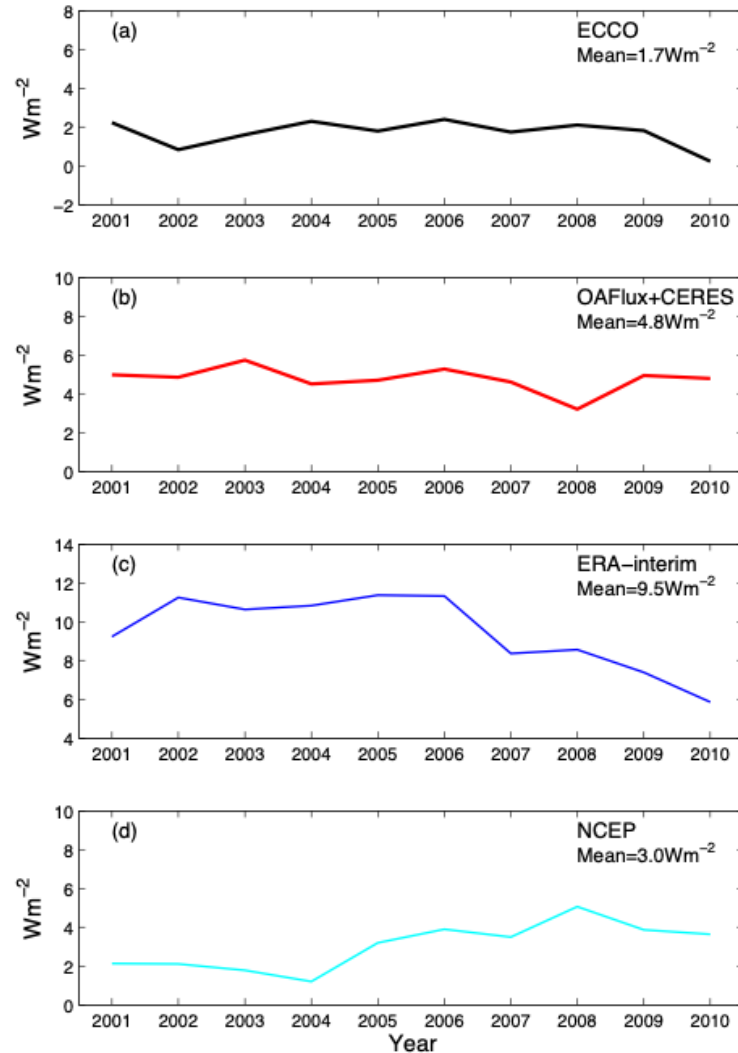 (a)
ECCO
Mean=1.7Wm−2
8
6
4
2
0
−2
Wm−2
2001 2002 2003 2004 2005 2006 2007 2008 2009 2010
(b)
OAFlux+CERES
Mean=4.8Wm−2
10
8
6
4
2
0
Wm−2
2001 2002 2003 2004 2005 2006 2007 2008 2009 2010
(c)
ERA−interim
Mean=9.5Wm−2
14
12
10
8
6
4
Wm−2
2001 2002 2003 2004 2005 2006 2007 2008 2009 2010
(d)
NCEP
Mean=3.0Wm−2
10
8
6
4
2
0
Wm−2
2001 2002 2003 2004 2005 2006 2007 2008 2009 2010
Year